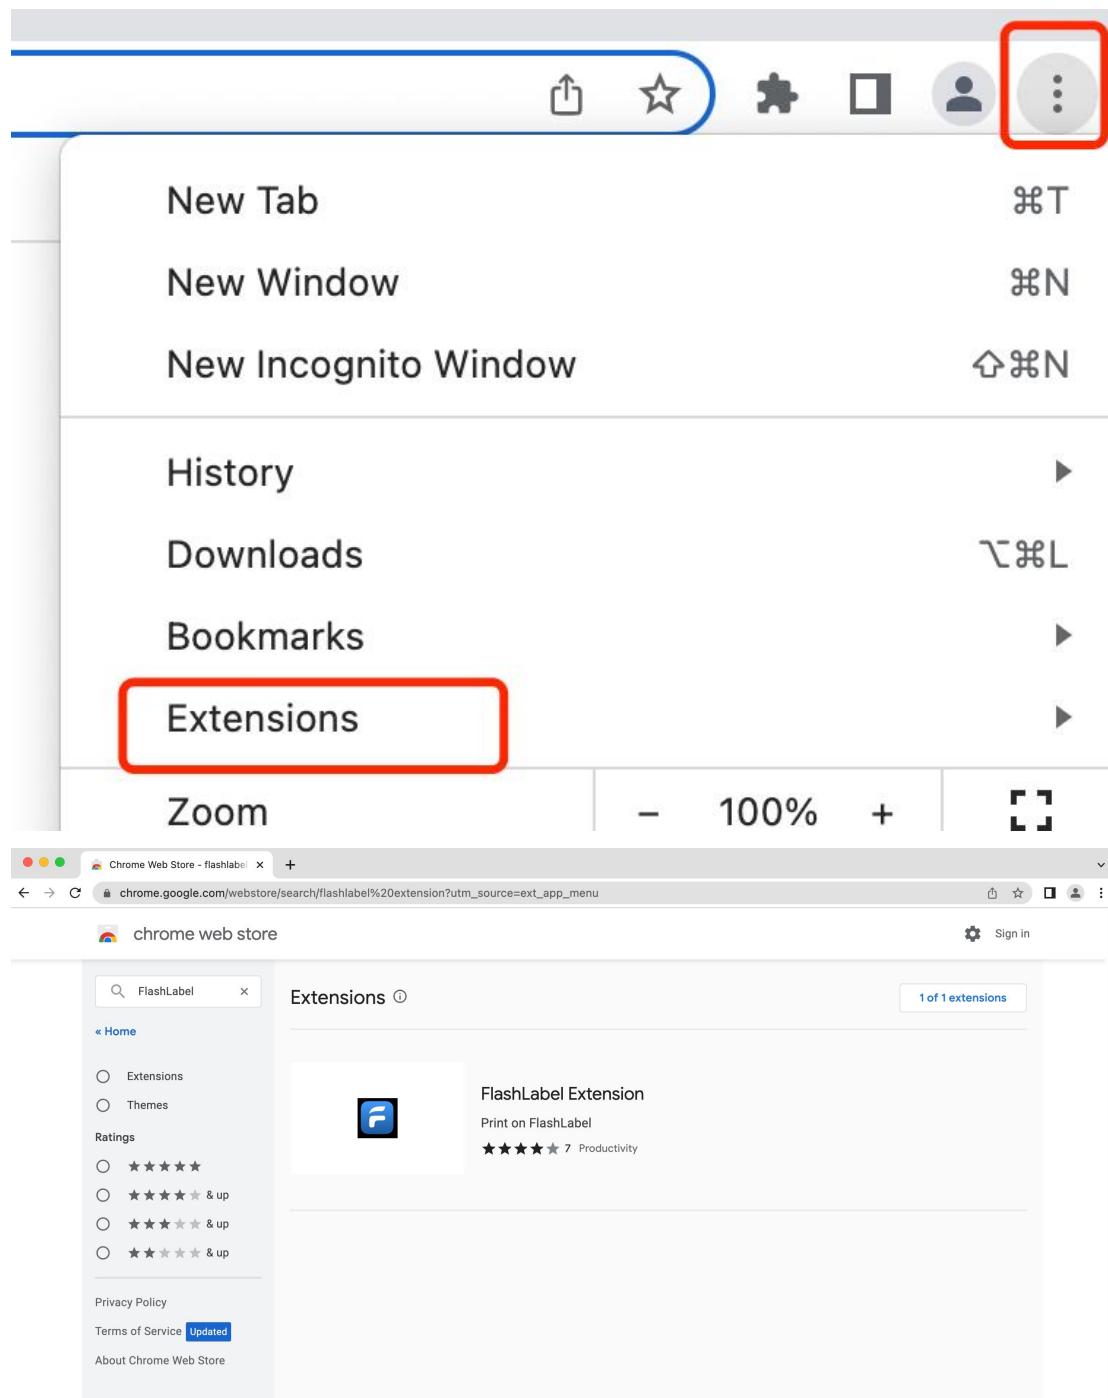 New Tab ⌘T
New Window ⌘N
New Incognito Window ⇧⌘N
History
Downloads ⌥⌘L
Bookmarks
Extensions
Zoom − 100% +
Chrome Web Store - flashlabel
chrome.google.com/webstore/search/flashlabel%20extension?utm_source=ext_app_menu
chrome web store Sign in
FlashLabel
Extensions
1 of 1 extensions
« Home
Extensions
Themes
Ratings
& up
& up
& up
Privacy Policy
Terms of Service Updated
About Chrome Web Store
FlashLabel Extension
Print on FlashLabel
7 Productivity